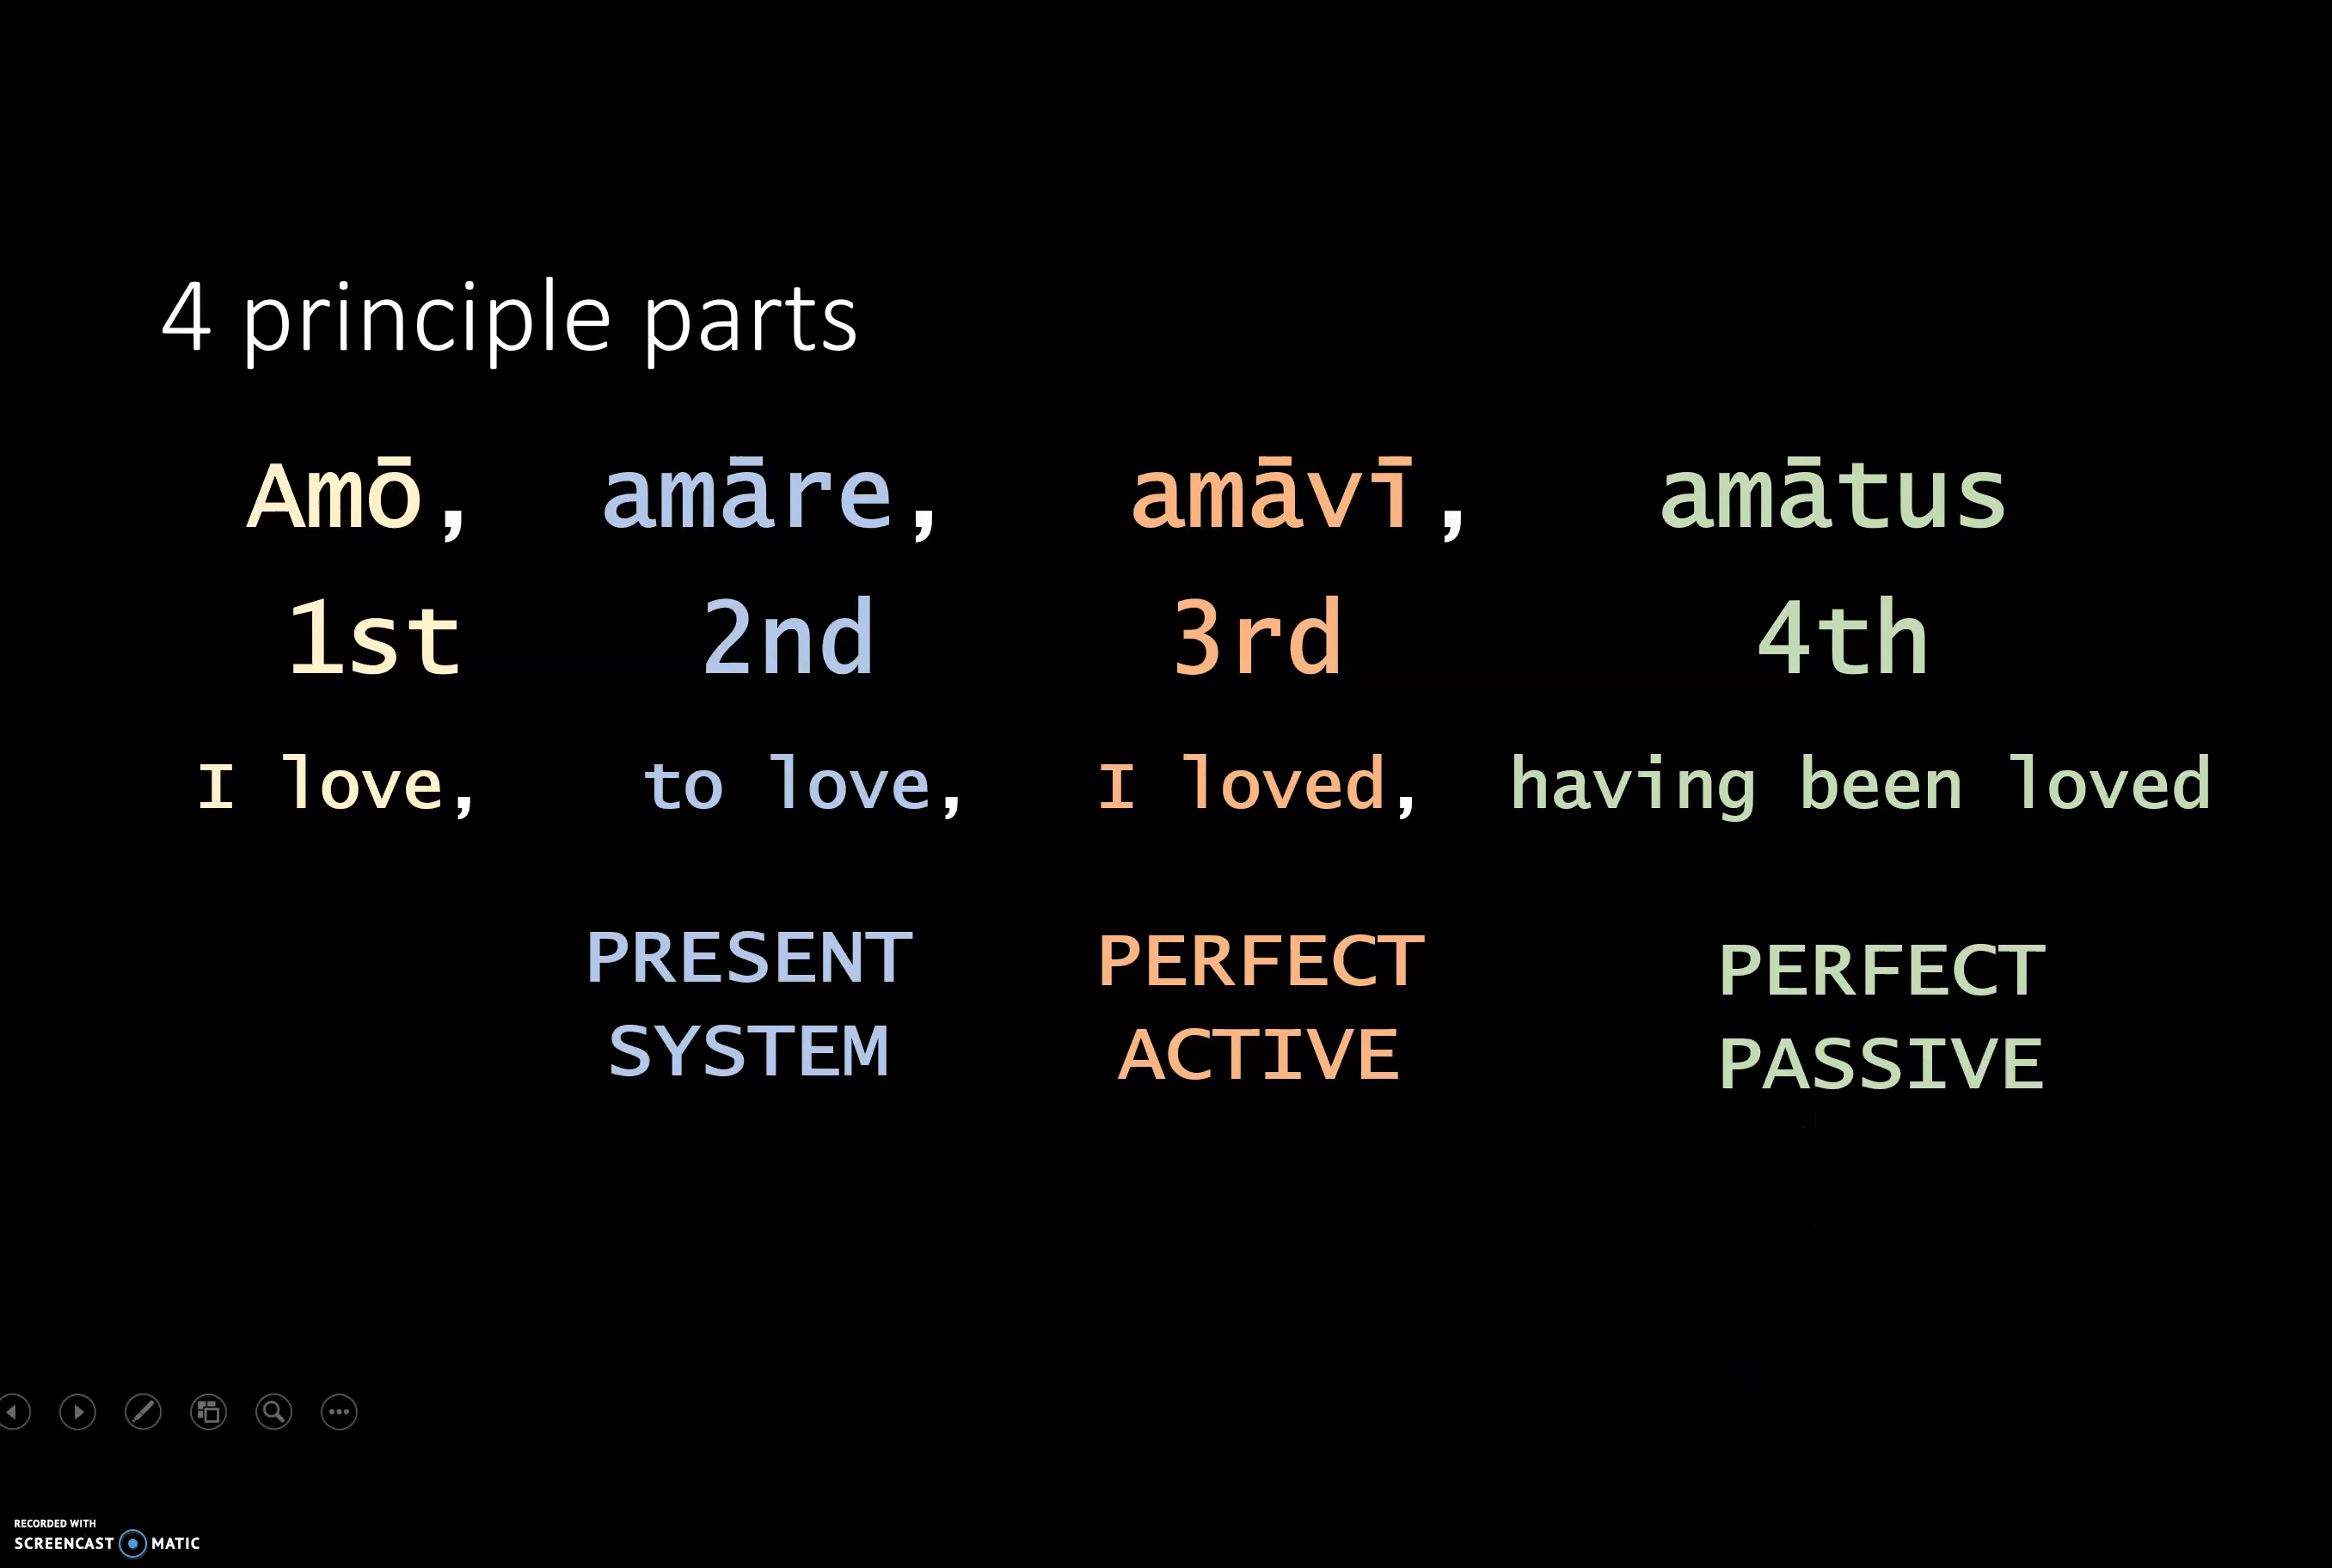 4 principle parts
Amō, amāre, amāvī, amātus
1st 2nd 3rd 4th
I love, to love, I loved, having been loved
PRESENT PERFECT PERFECT
SYSTEM ACTIVE PASSIVE
RECORDED WITH
SCREENCAST MATIC